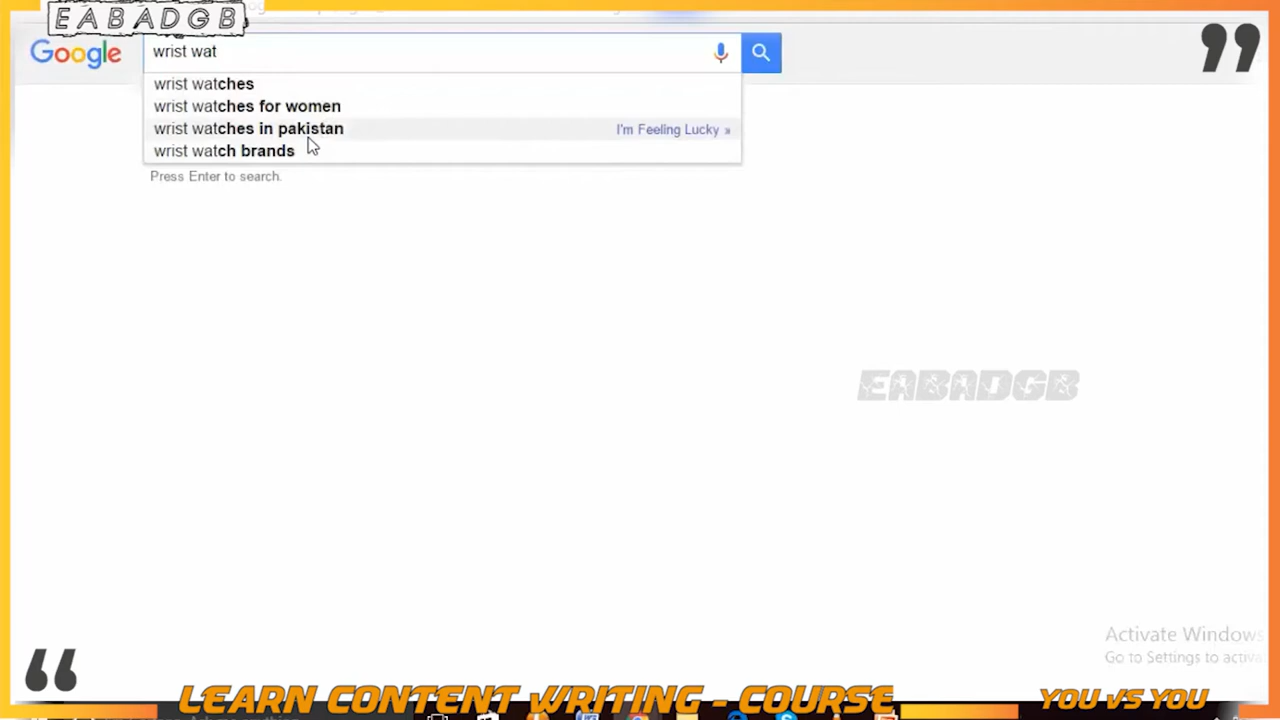 EABADGB
Google
wrist wat
wrist watches
wrist watches for women
wrist watches in pakistan
I'm Feeling Lucky »
wrist watch brands
Press Enter to search.
EABADGB
Activate Windows
Go to Settings to activa
LEARN CONTENT WRITING - COURSE
YOU VS YOU